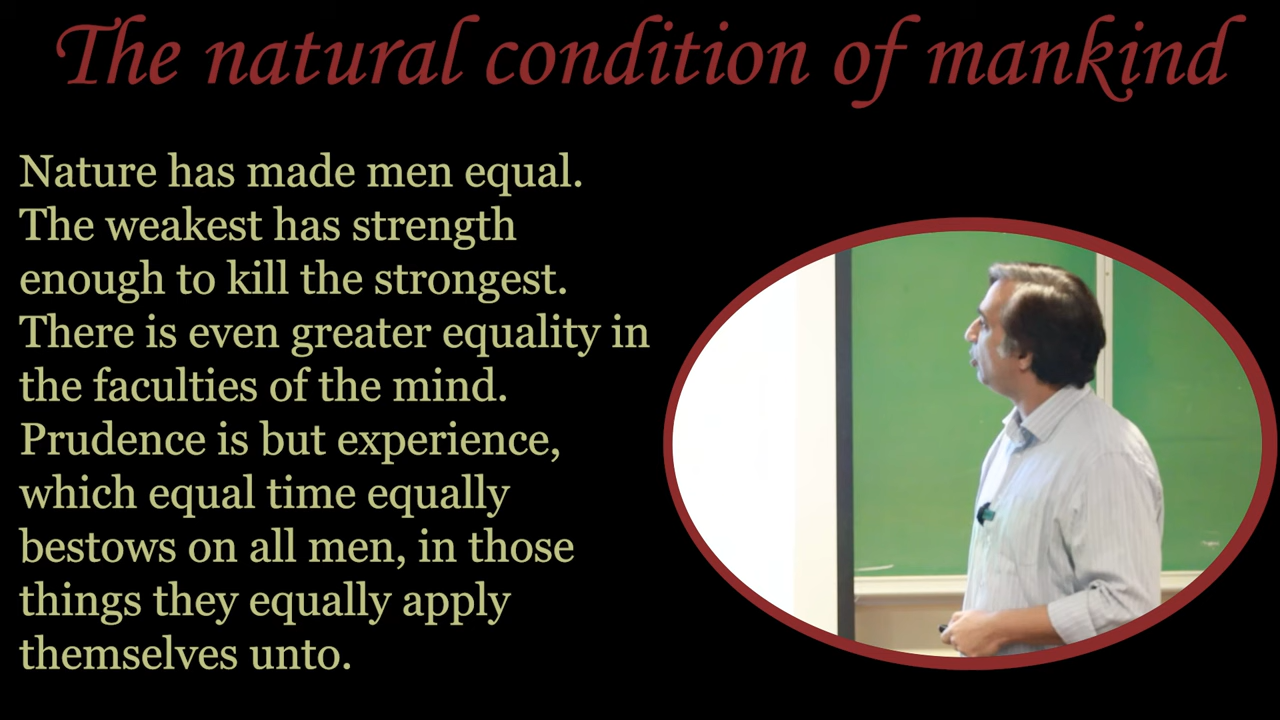 The natural condition of mankind
Nature has made men equal.
The weakest has strength
enough to kill the strongest.
There is even greater equality in
the faculties of the mind.
Prudence is but experience,
which equal time equally
bestows on all men, in those
things they equally apply
themselves unto.